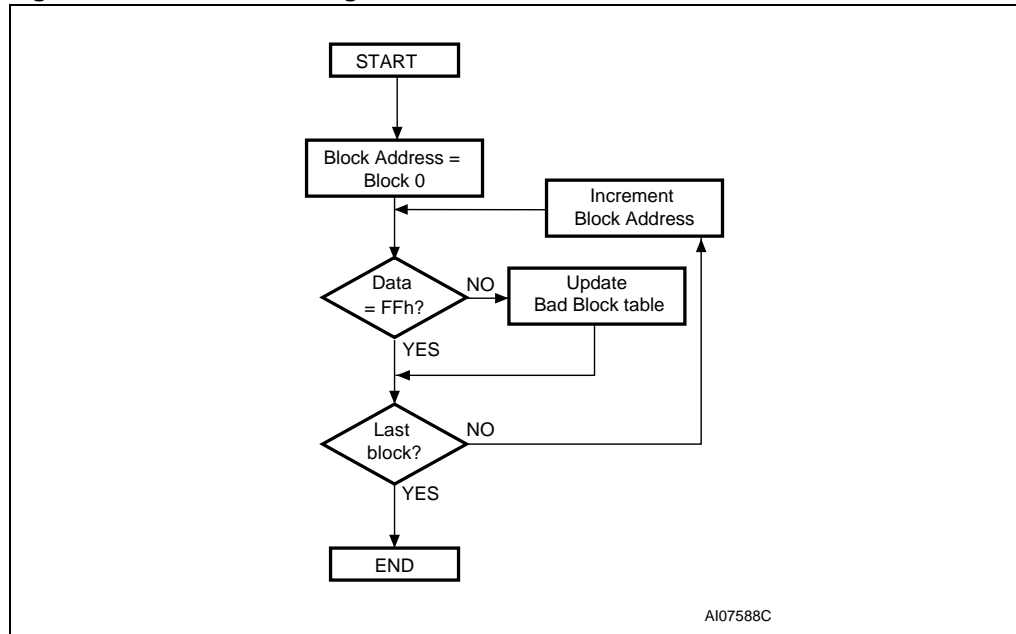 START
Block Address =
Block 0
Increment
Block Address
Data
= FFh?
NO
Update
Bad Block table
YES
Last
block?
NO
YES
END
AI07588C